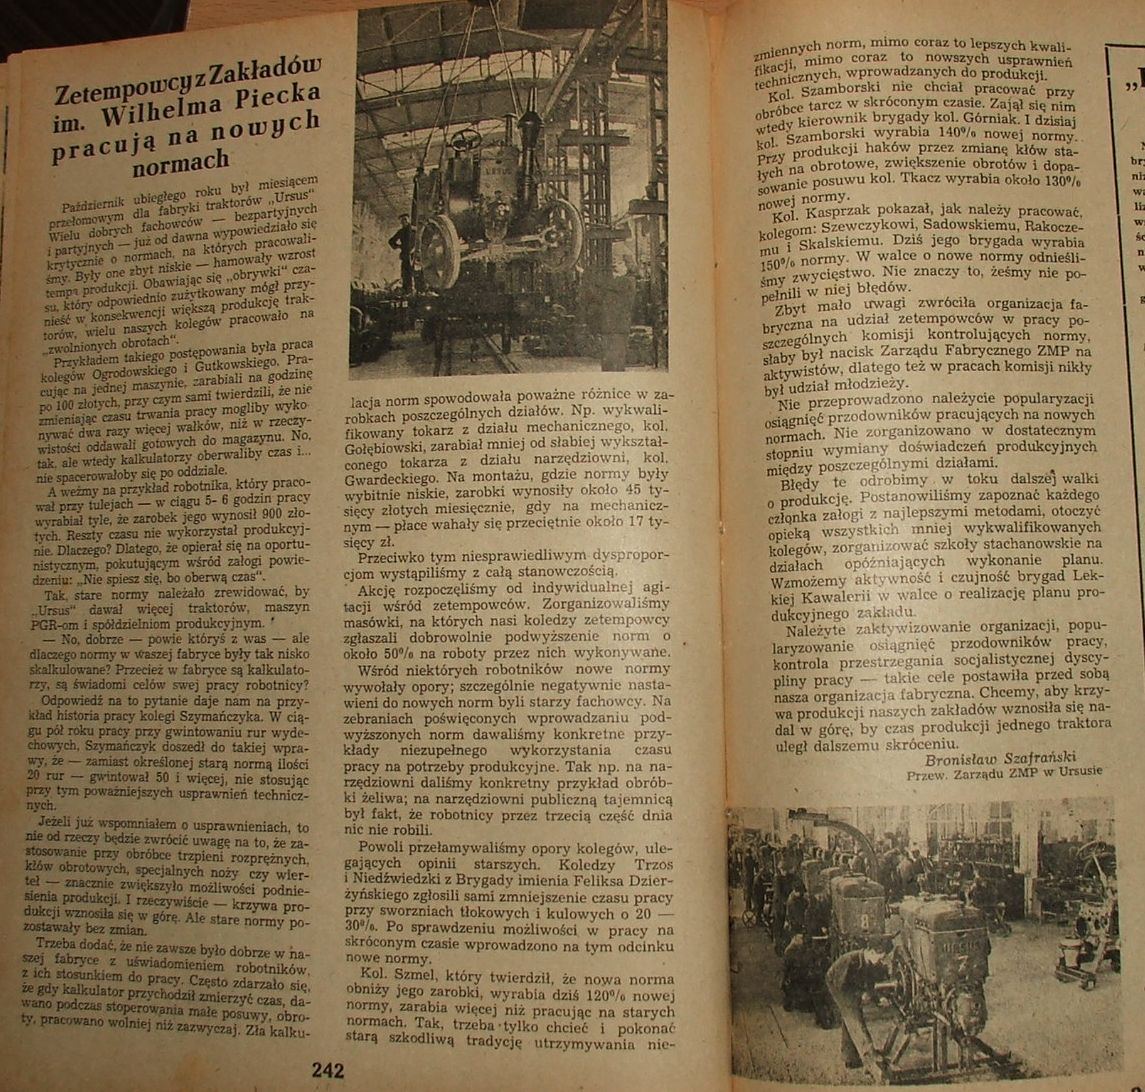 Zetempowcy z Zakładów
im. Wilhelma Piecka
pracują na nowych
normach
Październik ubiegłego roku był miesiącem
przełomowym dla fabryki traktorów „Ursus"
Wielu dobrych fachowców — bezpartyjnych
i partyjnych — już od dawna wypowiedziało się
krytycznie o normach, na których pracowali-
śmy. Były one zbyt niskie — hamowały wzrost
tempa produkcji. Obawiając się „obrywki" cza-
su, który odpowiednio zużytkowany mógł przy-
nieść w konsekwencji większą produkcję trak-
torów, wielu naszych kolegów pracowało na
„zwolnionych obrotach".
Przykładem takiego postępowania była praca
kolegów Ogrodowskiego i Gutkowskiego. Pra-
cując na jednej maszynie, zarabiali na godzinę
po 100 złotych, przy czym sami twierdzili, że nie
zmieniając czasu trwania pracy mogliby wyko-
nywać dwa razy więcej wałków, niż w rzeczy-
wistości oddawali gotowych do magazynu. No,
tak, ale wtedy kalkulatorzy oberwaliby czas i...
nie spacerowałoby się po oddziale.
A weźmy na przykład robotnika, który praco-
wał przy tulejach — w ciągu 5- 6 godzin pracy
wyrabiał tyle, że zarobek jego wynosił 900 zło-
tych. Reszty czasu nie wykorzystał produkcyj-
nie. Dlaczego? Dlatego, że opierał się na oportu-
nistycznym, pokutującym wśród załogi powie-
dzeniu: „Nie spiesz się, bo oberwą czas".
Tak, stare normy należało zrewidować, by
„Ursus" dawał więcej traktorów, maszyn
PGR-om i spółdzielniom produkcyjnym.
— No, dobrze — powie któryś z was — ale
dlaczego normy w waszej fabryce były tak nisko
skalkulowane? Przecież w fabryce są kalkulato-
rzy, są świadomi celów swej pracy robotnicy?
Odpowiedź na to pytanie daje nam na przy-
kład historia pracy kolegi Szymańczyka. W cią-
gu pół roku pracy przy gwintowaniu rur wyde-
chowych, Szymańczyk doszedł do takiej wpra-
wy, że — zamiast określonej starą normą ilości
20 rur — gwintował 50 i więcej, nie stosując
przy tym poważniejszych usprawnień technicz-
nych.
Jeżeli już wspomniałem o usprawnieniach, to
nie od rzeczy będzie zwrócić uwagę na to, że za-
stosowanie przy obróbce trzpieni rozprężnych,
kłów obrotowych, specjalnych noży czy wier-
teł — znacznie zwiększyło możliwości podnie-
sienia produkcji. I rzeczywiście — krzywa pro-
dukcji wznosiła się w górę. Ale stare normy po-
zostawały bez zmian.
Trzeba dodać, że nie zawsze było dobrze w na-
szej fabryce z uświadomieniem robotników,
z ich stosunkiem do pracy. Często zdarzało się,
że gdy kalkulator przychodził zmierzyć czas, da-
wano podczas stoperowania małe posuwy, obro-
ty, pracowano wolniej niż zazwyczaj. Zła kalku-
URSUS
lacja norm spowodowała poważne różnice w za-
robkach poszczególnych działów. Np. wykwali-
fikowany tokarz z działu mechanicznego, kol.
Gołębiowski, zarabiał mniej od słabiej wykształ-
conego tokarza z działu narzędziowni, kol.
Gwardeckiego. Na montażu, gdzie normy były
wybitnie niskie, zarobki wynosiły około 45 ty-
sięcy złotych miesięcznie, gdy na mechanicz-
nym — płace wahały się przeciętnie około 17 ty-
sięcy zł.
Przeciwko tym niesprawiedliwym dyspropor-
cjom wystąpiliśmy z całą stanowczością.
Akcję rozpoczęliśmy od indywidualnej agi-
tacji wśród zetempowców. Zorganizowaliśmy
masówki, na których nasi koledzy zetempowcy
zgłaszali dobrowolnie podwyższenie norm o
około 50% na roboty przez nich wykonywane.
Wśród niektórych robotników nowe normy
wywołały opory; szczególnie negatywnie nasta-
wieni do nowych norm byli starzy fachowcy. Na
zebraniach poświęconych wprowadzaniu pod-
wyższonych norm dawaliśmy konkretne przy-
kłady niezupełnego wykorzystania czasu
pracy na potrzeby produkcyjne. Tak np. na na-
rzędziowni daliśmy konkretny przykład obrób-
ki żeliwa; na narzędziowni publiczną tajemnicą
był fakt, że robotnicy przez trzecią część dnia
nic nie robili.
Powoli przełamywaliśmy opory kolegów, ule-
gających opinii starszych. Koledzy Trzos
i Niedźwiedzki z Brygady imienia Feliksa Dzier-
żyńskiego zgłosili sami zmniejszenie czasu pracy
przy sworzniach tłokowych i kulowych o 20 —
30%. Po sprawdzeniu możliwości w pracy na
skróconym czasie wprowadzono na tym odcinku
nowe normy.
Kol. Szmel, który twierdził, że nowa norma
obniży jego zarobki, wyrabia dziś 120% nowej
normy, zarabia więcej niż pracując na starych
normach. Tak, trzeba tylko chcieć i pokonać
starą szkodliwą tradycję utrzymywania nie-
242
zmiennych norm, mimo coraz to lepszych kwali-
fikacji, mimo coraz to nowszych usprawnień
technicznych, wprowadzanych do produkcji.
Kol. Szamborski nie chciał pracować przy
obróbce tarcz w skróconym czasie. Zajął się nim
wtedy kierownik brygady kol. Górniak. I dzisiaj
kol. Szamborski wyrabia 140% nowej normy.
Przy produkcji haków przez zmianę kłów sta-
łych na obrotowe, zwiększenie obrotów i dopa-
sowanie posuwu kol. Tkacz wyrabia około 130%
nowej normy.
Kol. Kasprzak pokazał, jak należy pracować,
kolegom: Szewczykowi, Sadowskiemu, Rakocze-
mu i Skalskiemu. Dziś jego brygada wyrabia
150% normy. W walce o nowe normy odnieśli-
śmy zwycięstwo. Nie znaczy to, żeśmy nie po-
pełnili w niej błędów.
Zbyt mało uwagi zwróciła organizacja fa-
bryczna na udział zetempowców w pracy po-
szczególnych komisji kontrolujących normy,
słaby był nacisk Zarządu Fabrycznego ZMP na
aktywistów, dlatego też w pracach komisji nikły
był udział młodzieży.
Nie przeprowadzono należycie popularyzacji
osiągnięć przodowników pracujących na nowych
normach. Nie zorganizowano w dostatecznym
stopniu wymiany doświadczeń produkcyjnych
między poszczególnymi działami.
Błędy te odrobimy w toku dalszej walki
o produkcję. Postanowiliśmy zapoznać każdego
członka załogi z najlepszymi metodami, otoczyć
opieką wszystkich mniej wykwalifikowanych
kolegów, zorganizować szkoły stachanowskie na
działach opóźniających wykonanie planu.
Wzmożemy aktywność i czujność brygad Lek-
kiej Kawalerii w walce o realizację planu pro-
dukcyjnego zakładu.
Należyte zaktywizowanie organizacji, popu-
laryzowanie osiągnięć przodowników pracy,
kontrola przestrzegania socjalistycznej dyscy-
pliny pracy — takie cele postawiła przed sobą
nasza organizacja fabryczna. Chcemy, aby krzy-
wa produkcji naszych zakładów wznosiła się na-
dal w górę, by czas produkcji jednego traktora
uległ dalszemu skróceniu.
Bronisław Szafrański
Przew. Zarządu ZMP w Ursusie
URSUS